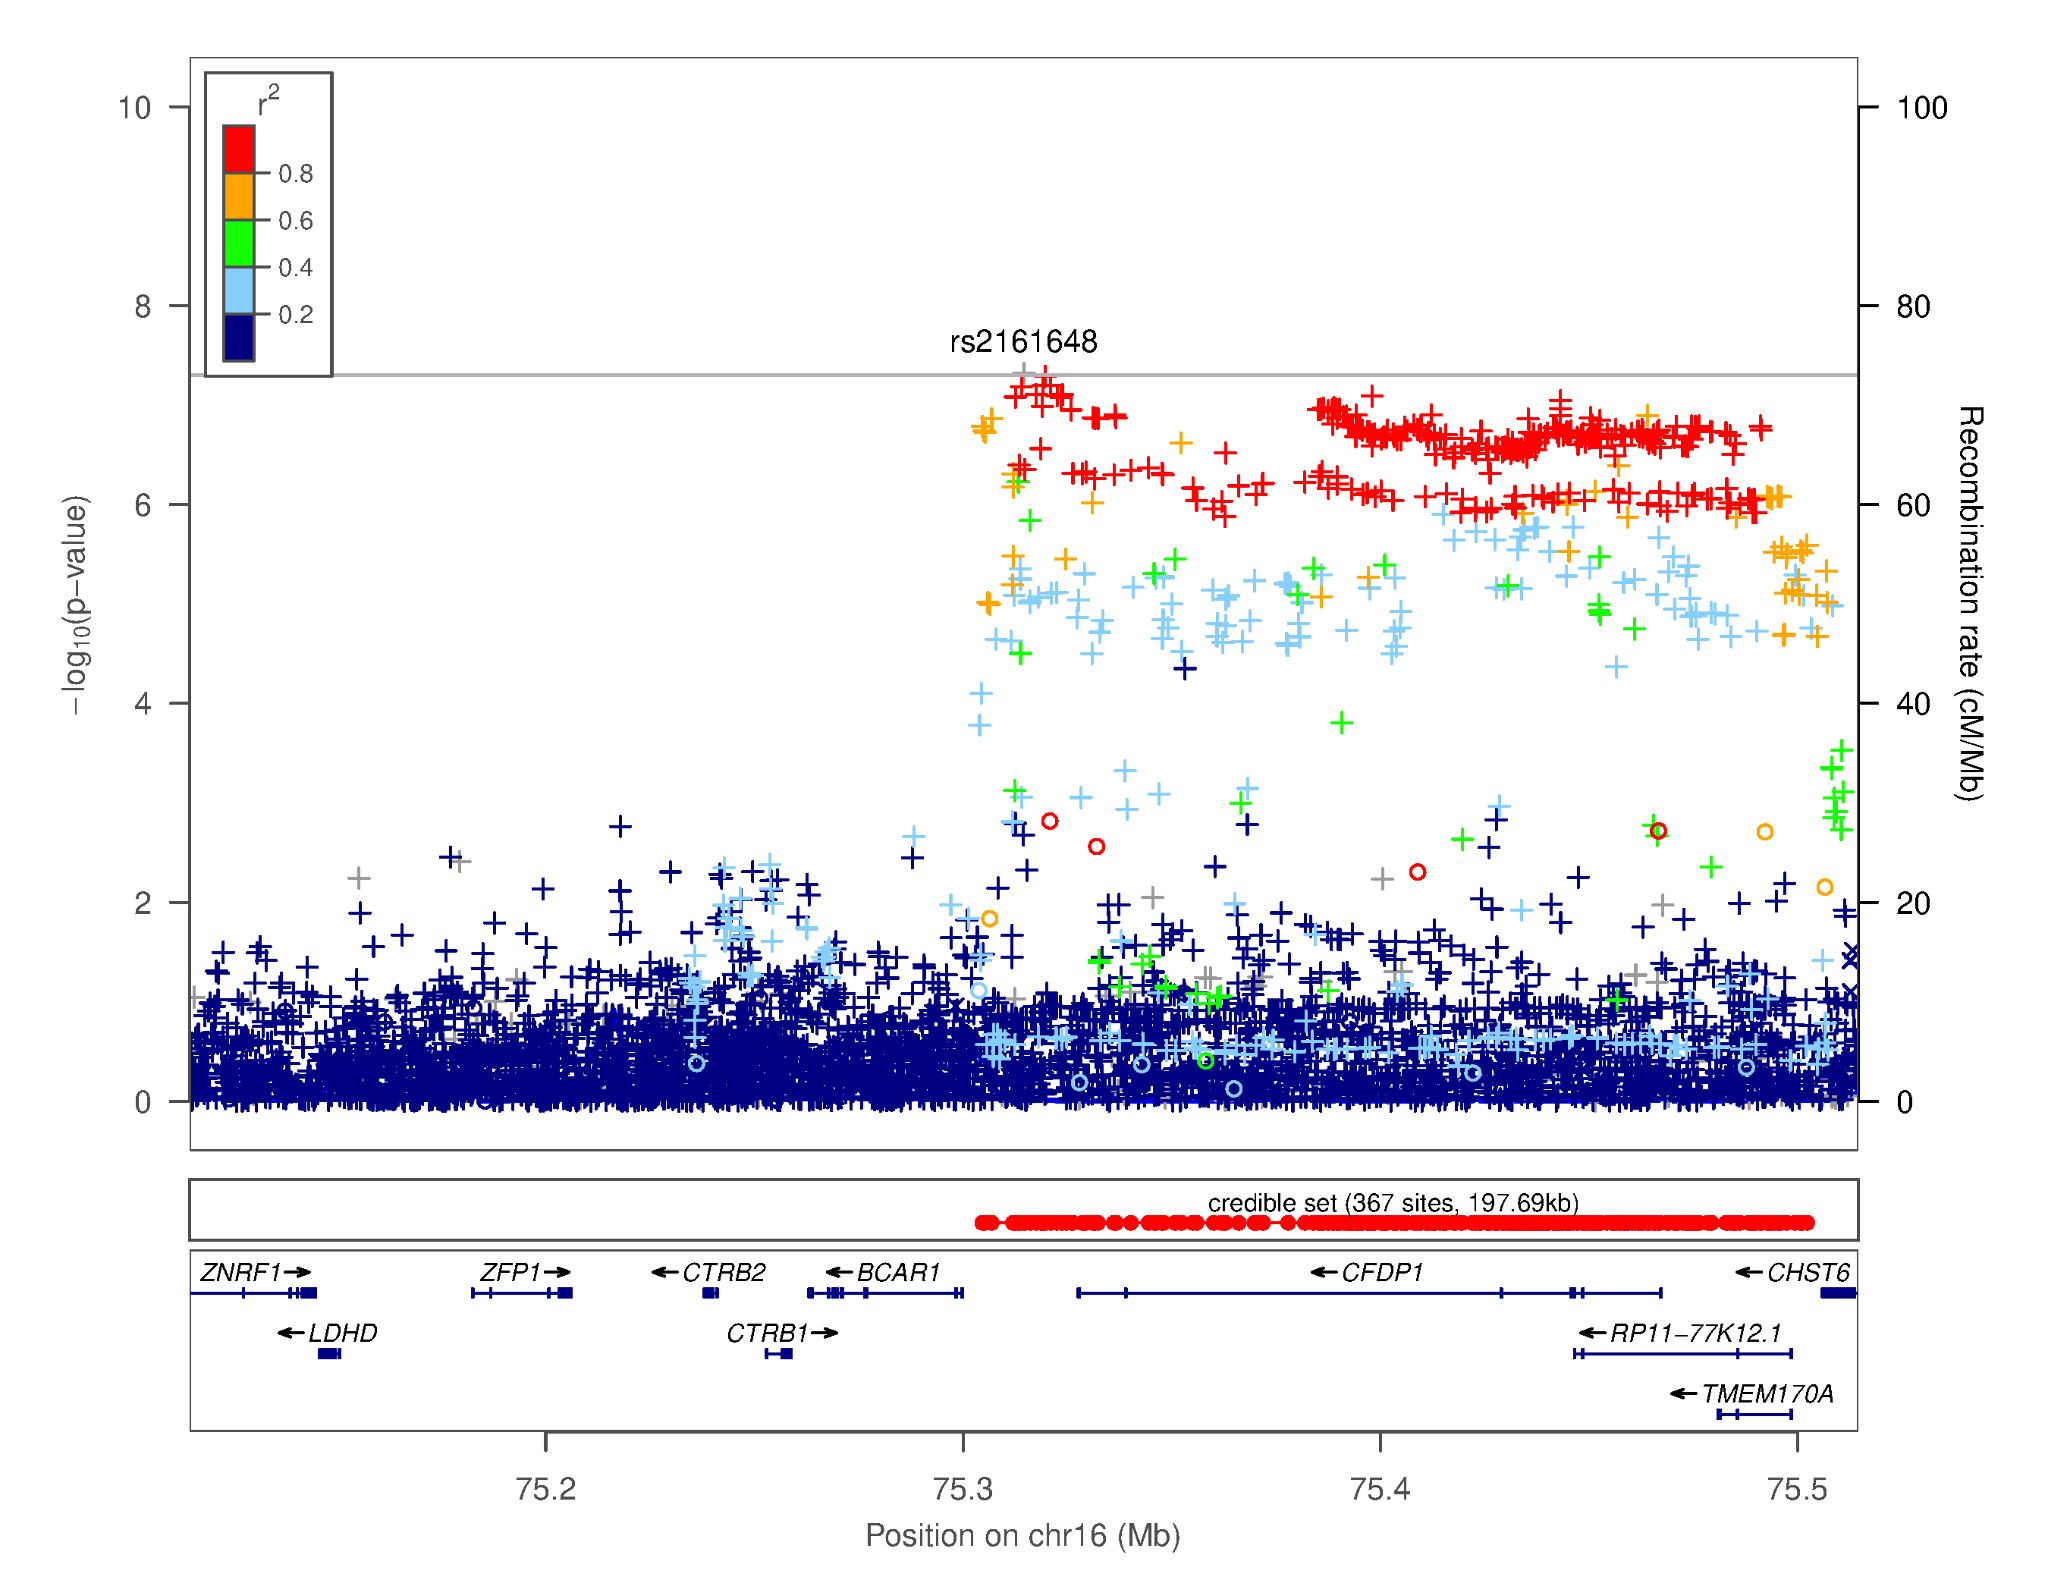 r2
0.8
0.6
0.4
0.2
10
8
6
4
2
0
−log10(p−value)
100
80
60
40
20
0
Recombination rate (cM/Mb)
rs2161648
credible set (367 sites, 197.69kb)
ZNRF1→ ZFP1→ ←CTRB2 ←BCAR1 ←CFDP1 ←CHST6
←LDHD CTRB1→ ←RP11−77K12.1
←TMEM170A
75.2 75.3 75.4 75.5
Position on chr16 (Mb)